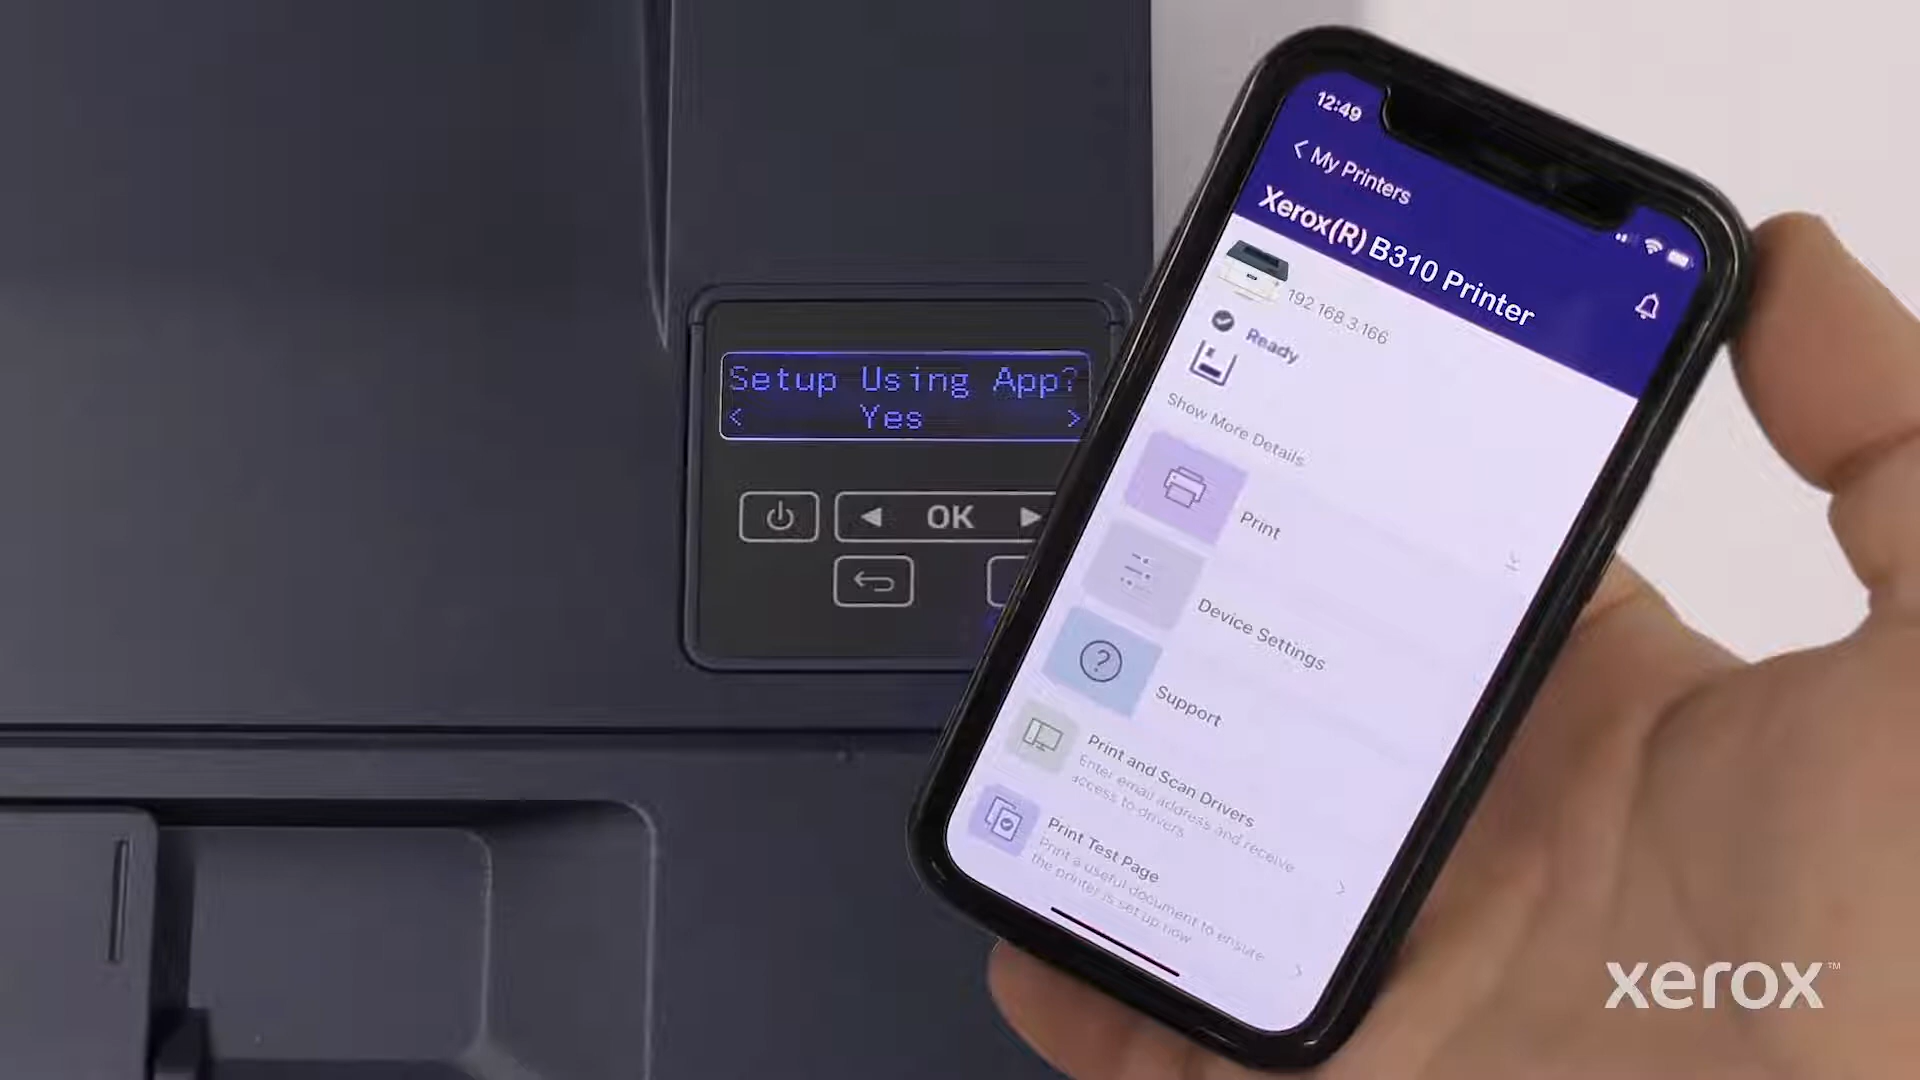 Setup Using App?
< Yes >
OK
12:49
< My Printers
Xerox(R) B310 Printer
192.168.3.166
Ready
Show More Details
Print
Device Settings
Support
Print and Scan Drivers
Enter email address and receive
access to drivers
Print Test Page
Print a useful document to ensure
the printer is set up now
xerox™